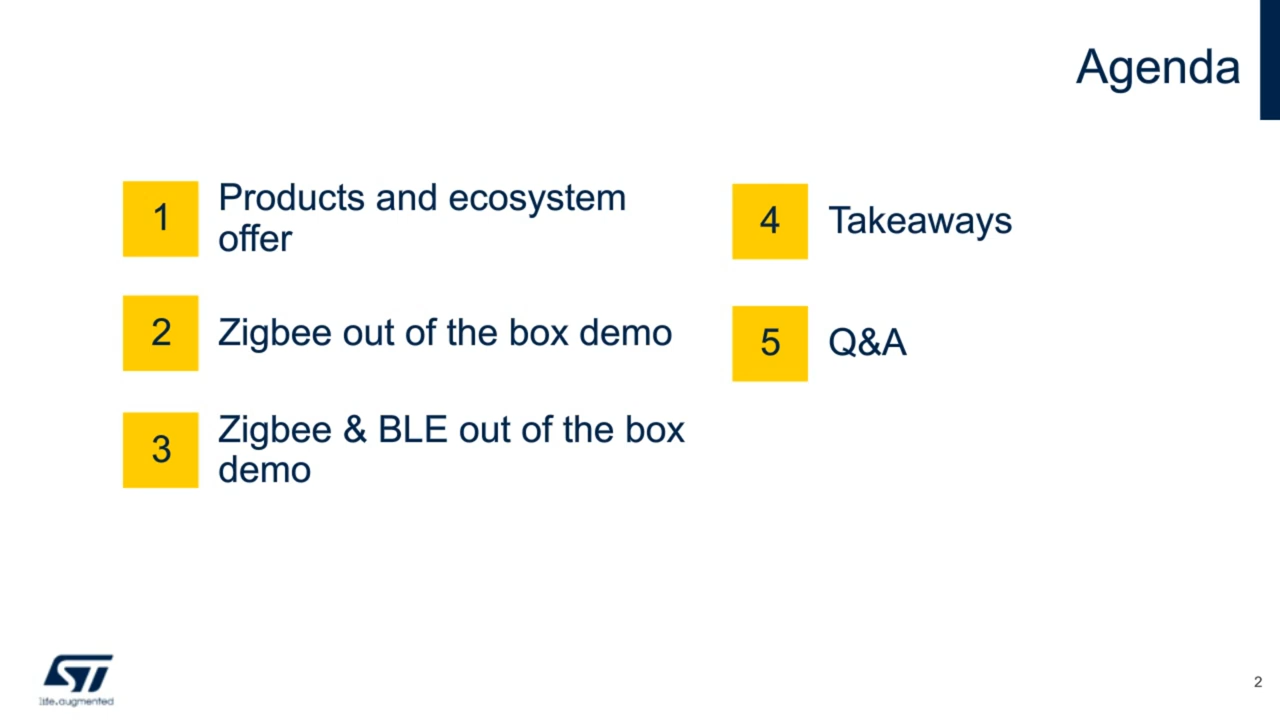 Agenda
1
Products and ecosystem
offer
2
Zigbee out of the box demo
3
Zigbee & BLE out of the box
demo
4
Takeaways
5
Q&A
ST
life.augmented
2